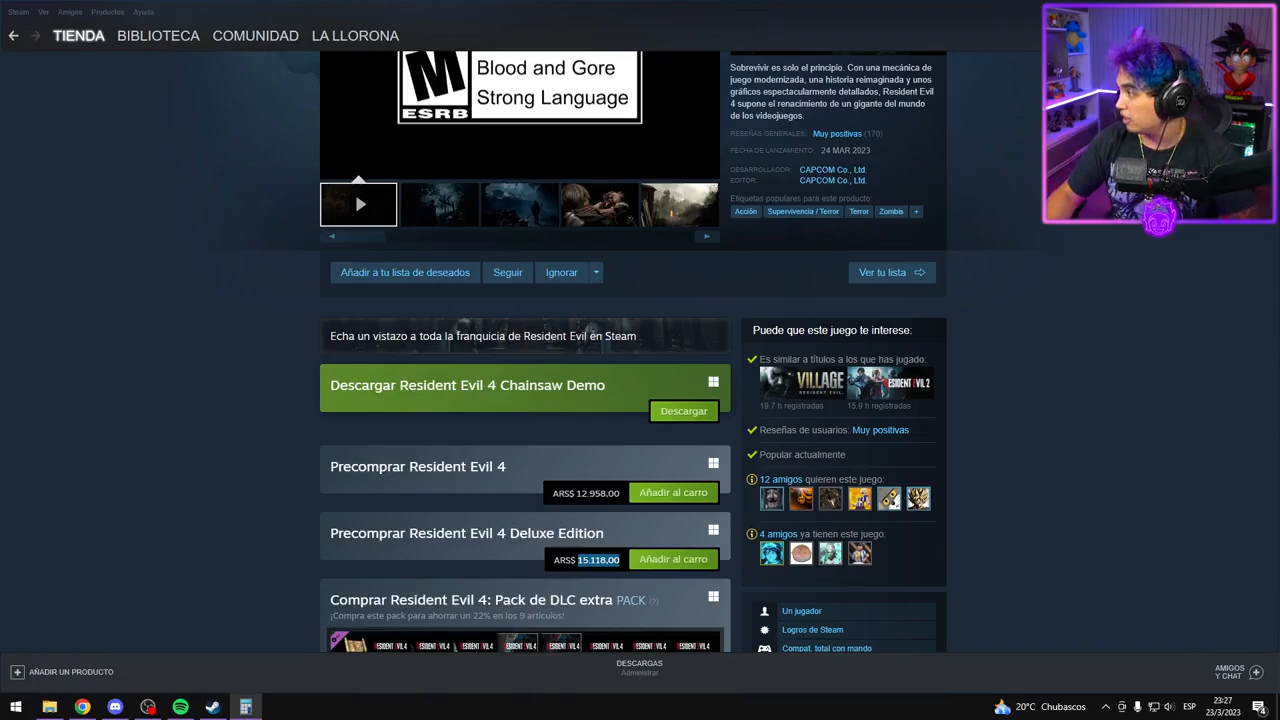 Steam Ver Amigos Productos Ayuda
TIENDA BIBLIOTECA COMUNIDAD LA LLORONA
M
ESRB
Blood and Gore
Strong Language
Sobrevivir es solo el principio. Con una mecánica de
juego modernizada, una historia reimaginada y unos
gráficos espectacularmente detallados, Resident Evil
4 supone el renacimiento de un gigante del mundo
de los videojuegos.
RESEÑAS GENERALES: Muy positivas (170)
FECHA DE LANZAMIENTO: 24 MAR 2023
DESARROLLADOR: CAPCOM Co., Ltd.
EDITOR: CAPCOM Co., Ltd.
Etiquetas populares para este producto:
Acción Supervivencia / Terror Terror Zombis +
Añadir a tu lista de deseados Seguir Ignorar Ver tu lista
Echa un vistazo a toda la franquicia de Resident Evil en Steam
Descargar Resident Evil 4 Chainsaw Demo
Descargar
Precomprar Resident Evil 4
ARS$ 12.958,00 Añadir al carro
Precomprar Resident Evil 4 Deluxe Edition
ARS$ 15.118,00 Añadir al carro
Comprar Resident Evil 4: Pack de DLC extra PACK (?)
¡Compra este pack para ahorrar un 22% en los 9 artículos!
Puede que este juego te interese:
Es similar a títulos a los que has jugado:
VILLAGE
RESIDENT EVIL
RESIDENT EVIL 2
19.7 h registradas 15.9 h registradas
Reseñas de usuarios: Muy positivas
Popular actualmente
12 amigos quieren este juego:
4 amigos ya tienen este juego:
Un jugador
Logros de Steam
Compat. total con mando
AÑADIR UN PRODUCTO
DESCARGAS
Administrar
AMIGOS
Y CHAT
20°C Chubascos
ESP
23:27
23/3/2023